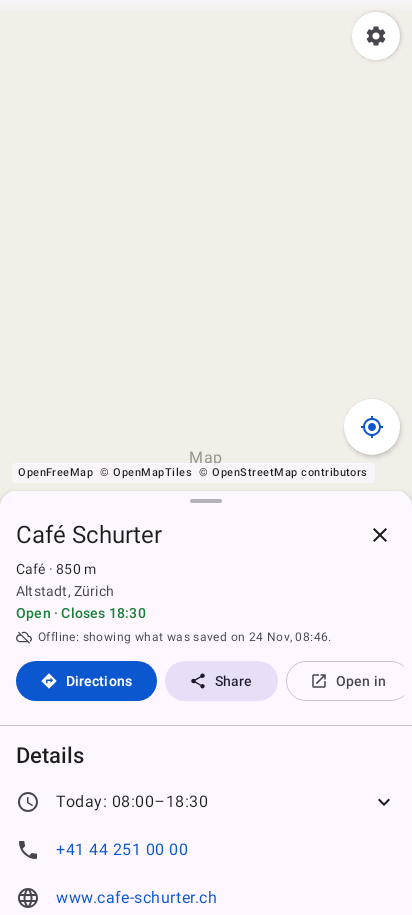 Map
OpenFreeMap © OpenMapTiles © OpenStreetMap contributors
Café Schurter
Café · 850 m
Altstadt, Zürich
Open · Closes 18:30
Offline: showing what was saved on 24 Nov, 08:46.
Directions
Share
Open in
Details
Today: 08:00–18:30
+41 44 251 00 00
www.cafe-schurter.ch